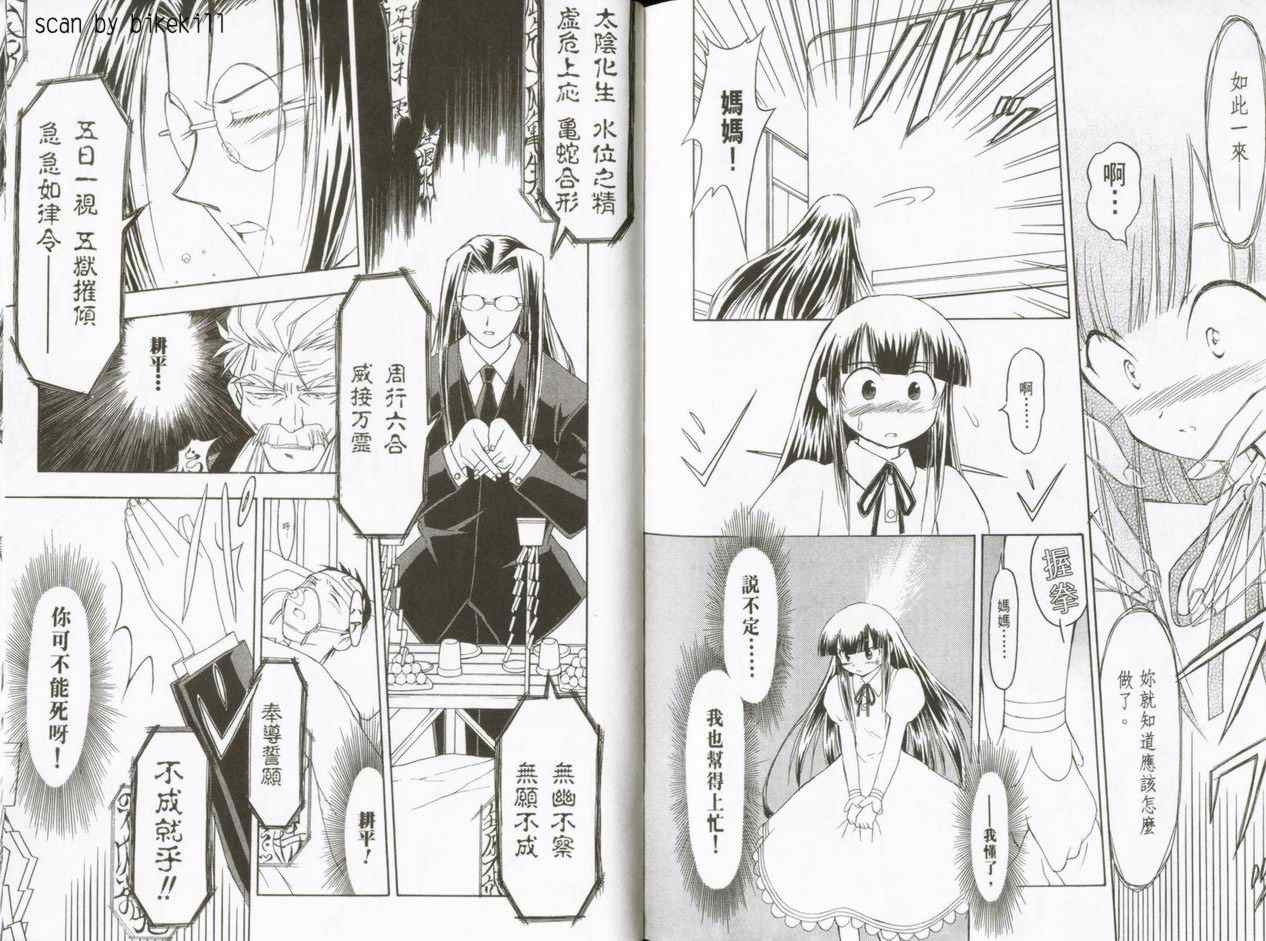 scan by bikekill
如此一來──
啊⋯⋯
妳就知道應該怎麼
做了。
媽媽！
啊⋯⋯
握拳
媽媽⋯⋯
──我懂了，
說不定⋯⋯
我也幫得上忙！
太陰化生 水位之精
虛危上応 亀蛇合形
周行六合
威接万霊
五日一視 五獄摧傾
急急如律令──
耕平⋯
無幽不察
無願不成
奉導誓願
耕平！
不成就乎!!
你可不能死呀！